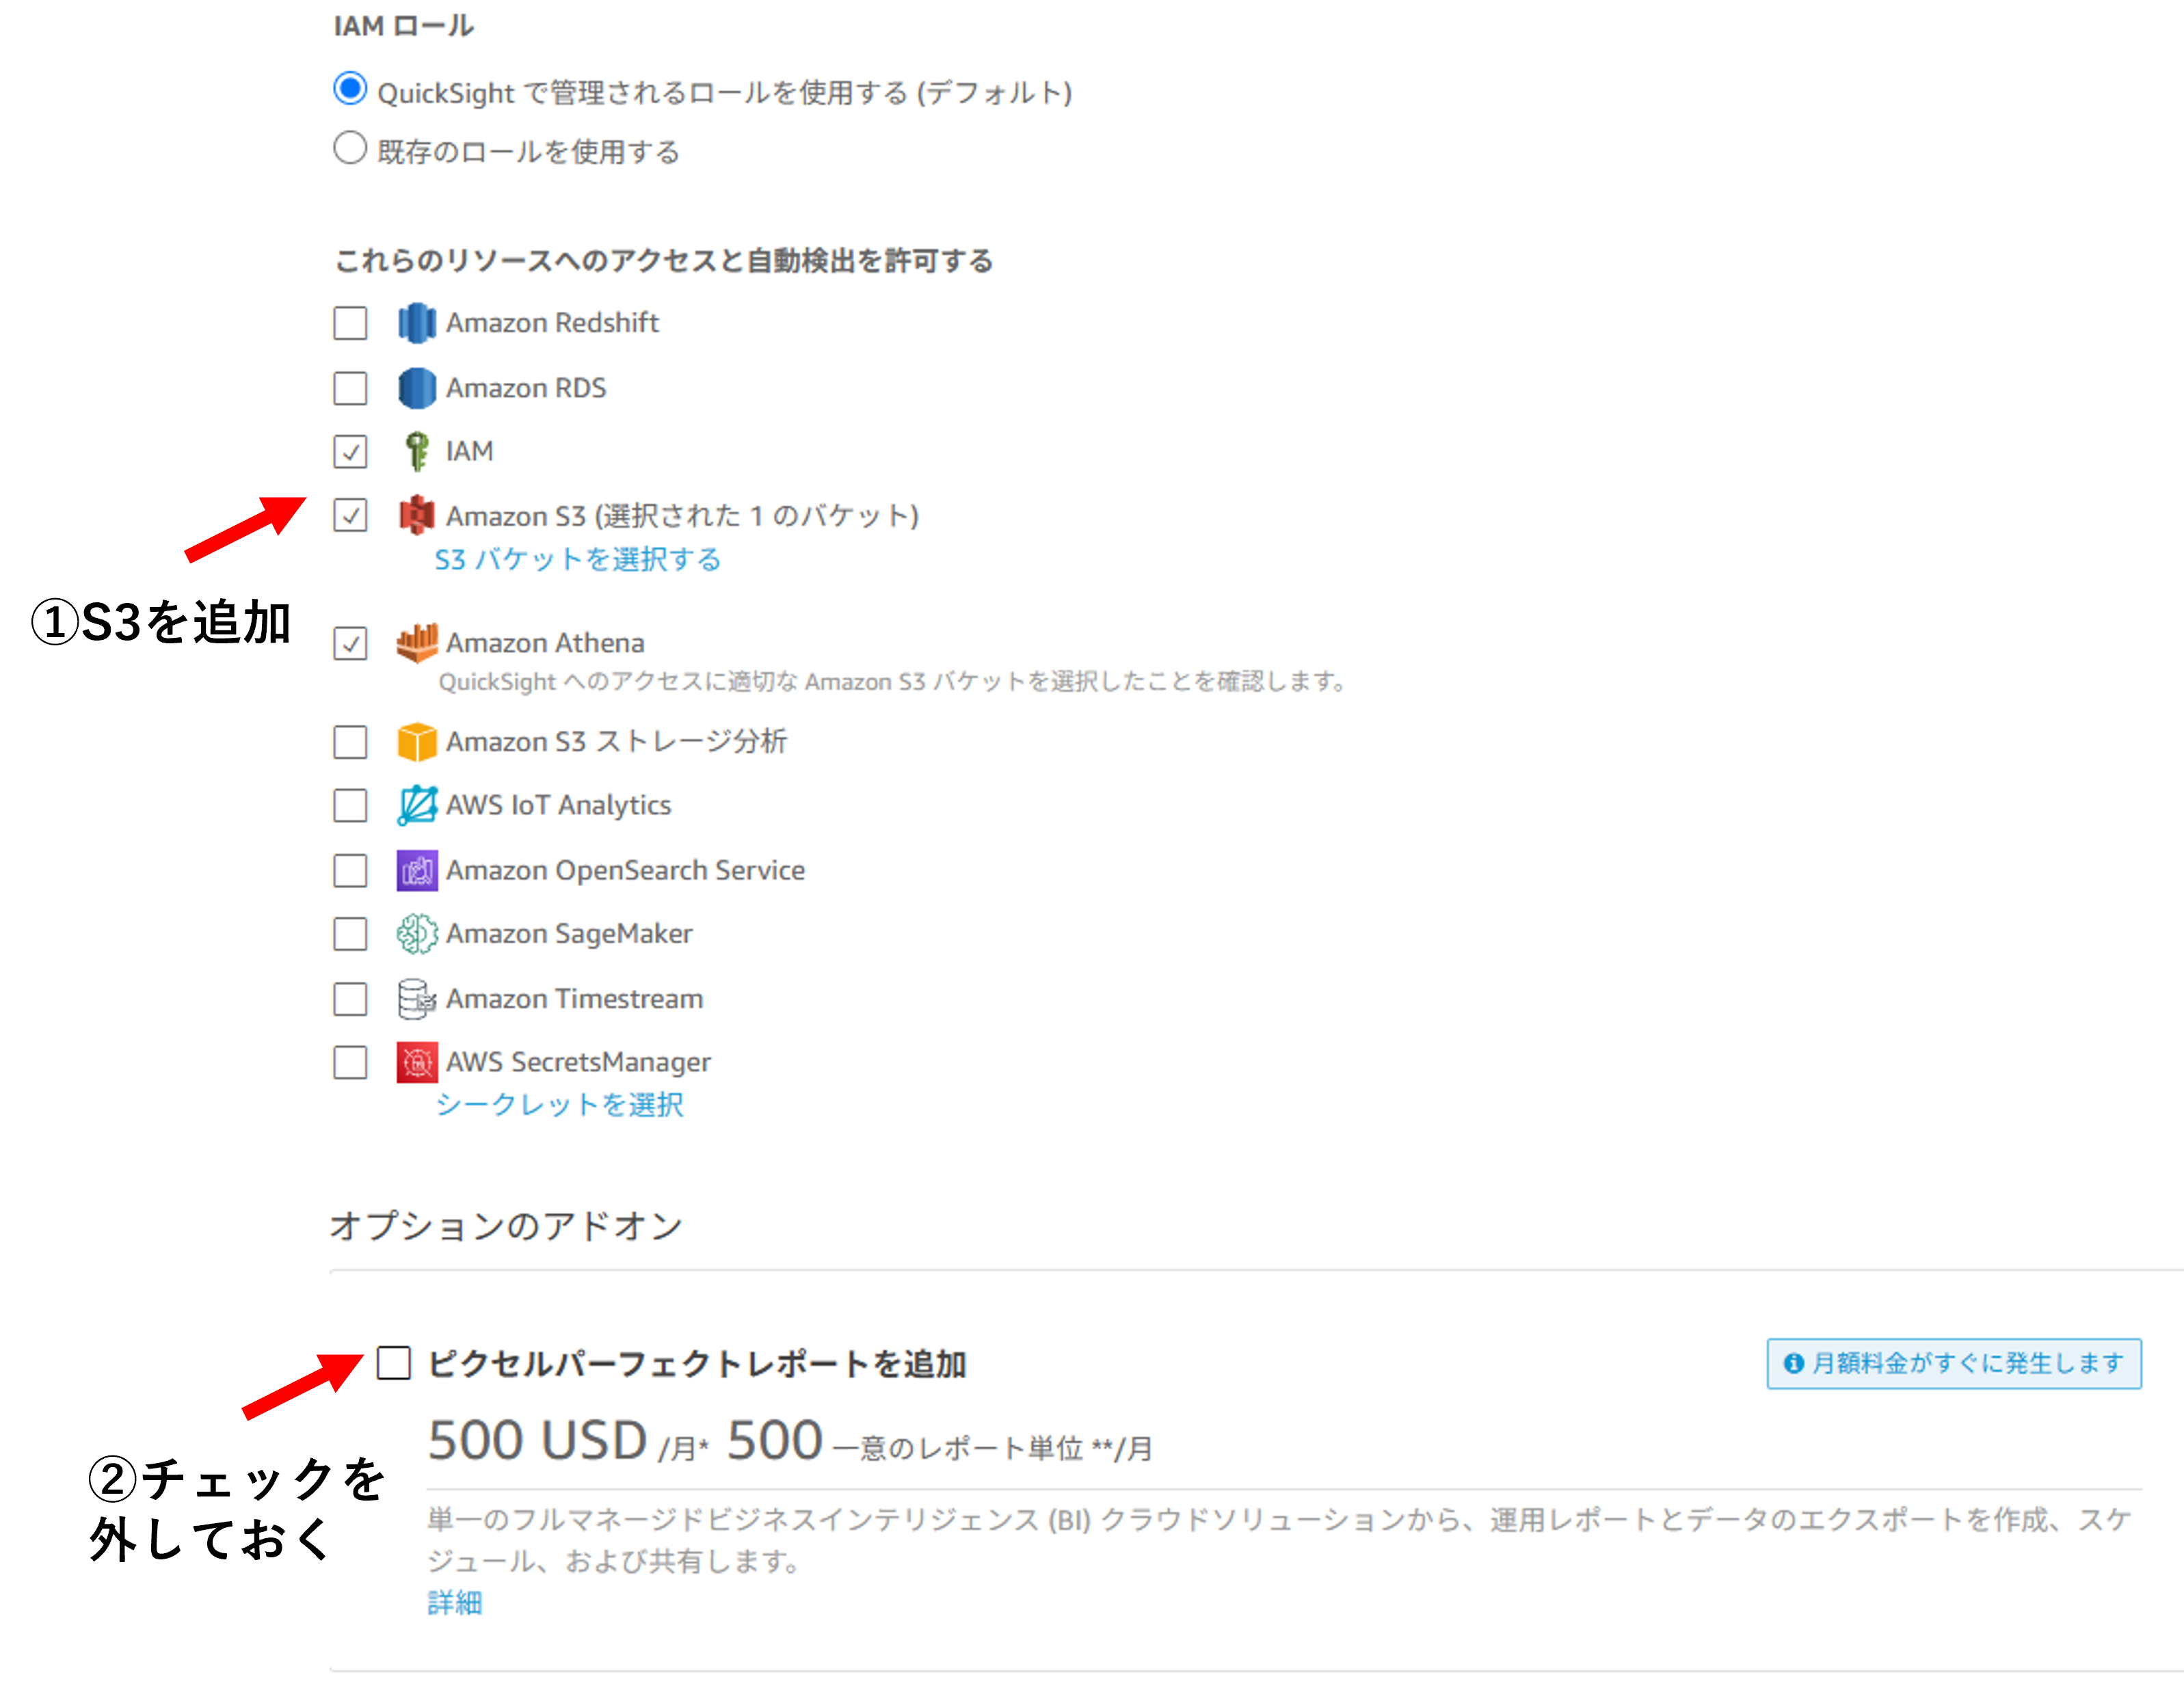 IAM ロール
QuickSight で管理されるロールを使用する (デフォルト)
既存のロールを使用する
これらのリソースへのアクセスと自動検出を許可する
Amazon Redshift
Amazon RDS
IAM
Amazon S3 (選択された 1 のバケット)
S3 バケットを選択する
①S3を追加
Amazon Athena
QuickSight へのアクセスに適切な Amazon S3 バケットを選択したことを確認します。
Amazon S3 ストレージ分析
AWS IoT Analytics
Amazon OpenSearch Service
Amazon SageMaker
Amazon Timestream
AWS SecretsManager
シークレットを選択
オプションのアドオン
ピクセルパーフェクトレポートを追加
月額料金がすぐに発生します
500 USD /月* 500 一意のレポート単位 **/月
②チェックを
外しておく
単一のフルマネージドビジネスインテリジェンス (BI) クラウドソリューションから、運用レポートとデータのエクスポートを作成、スケ
ジュール、および共有します。
詳細